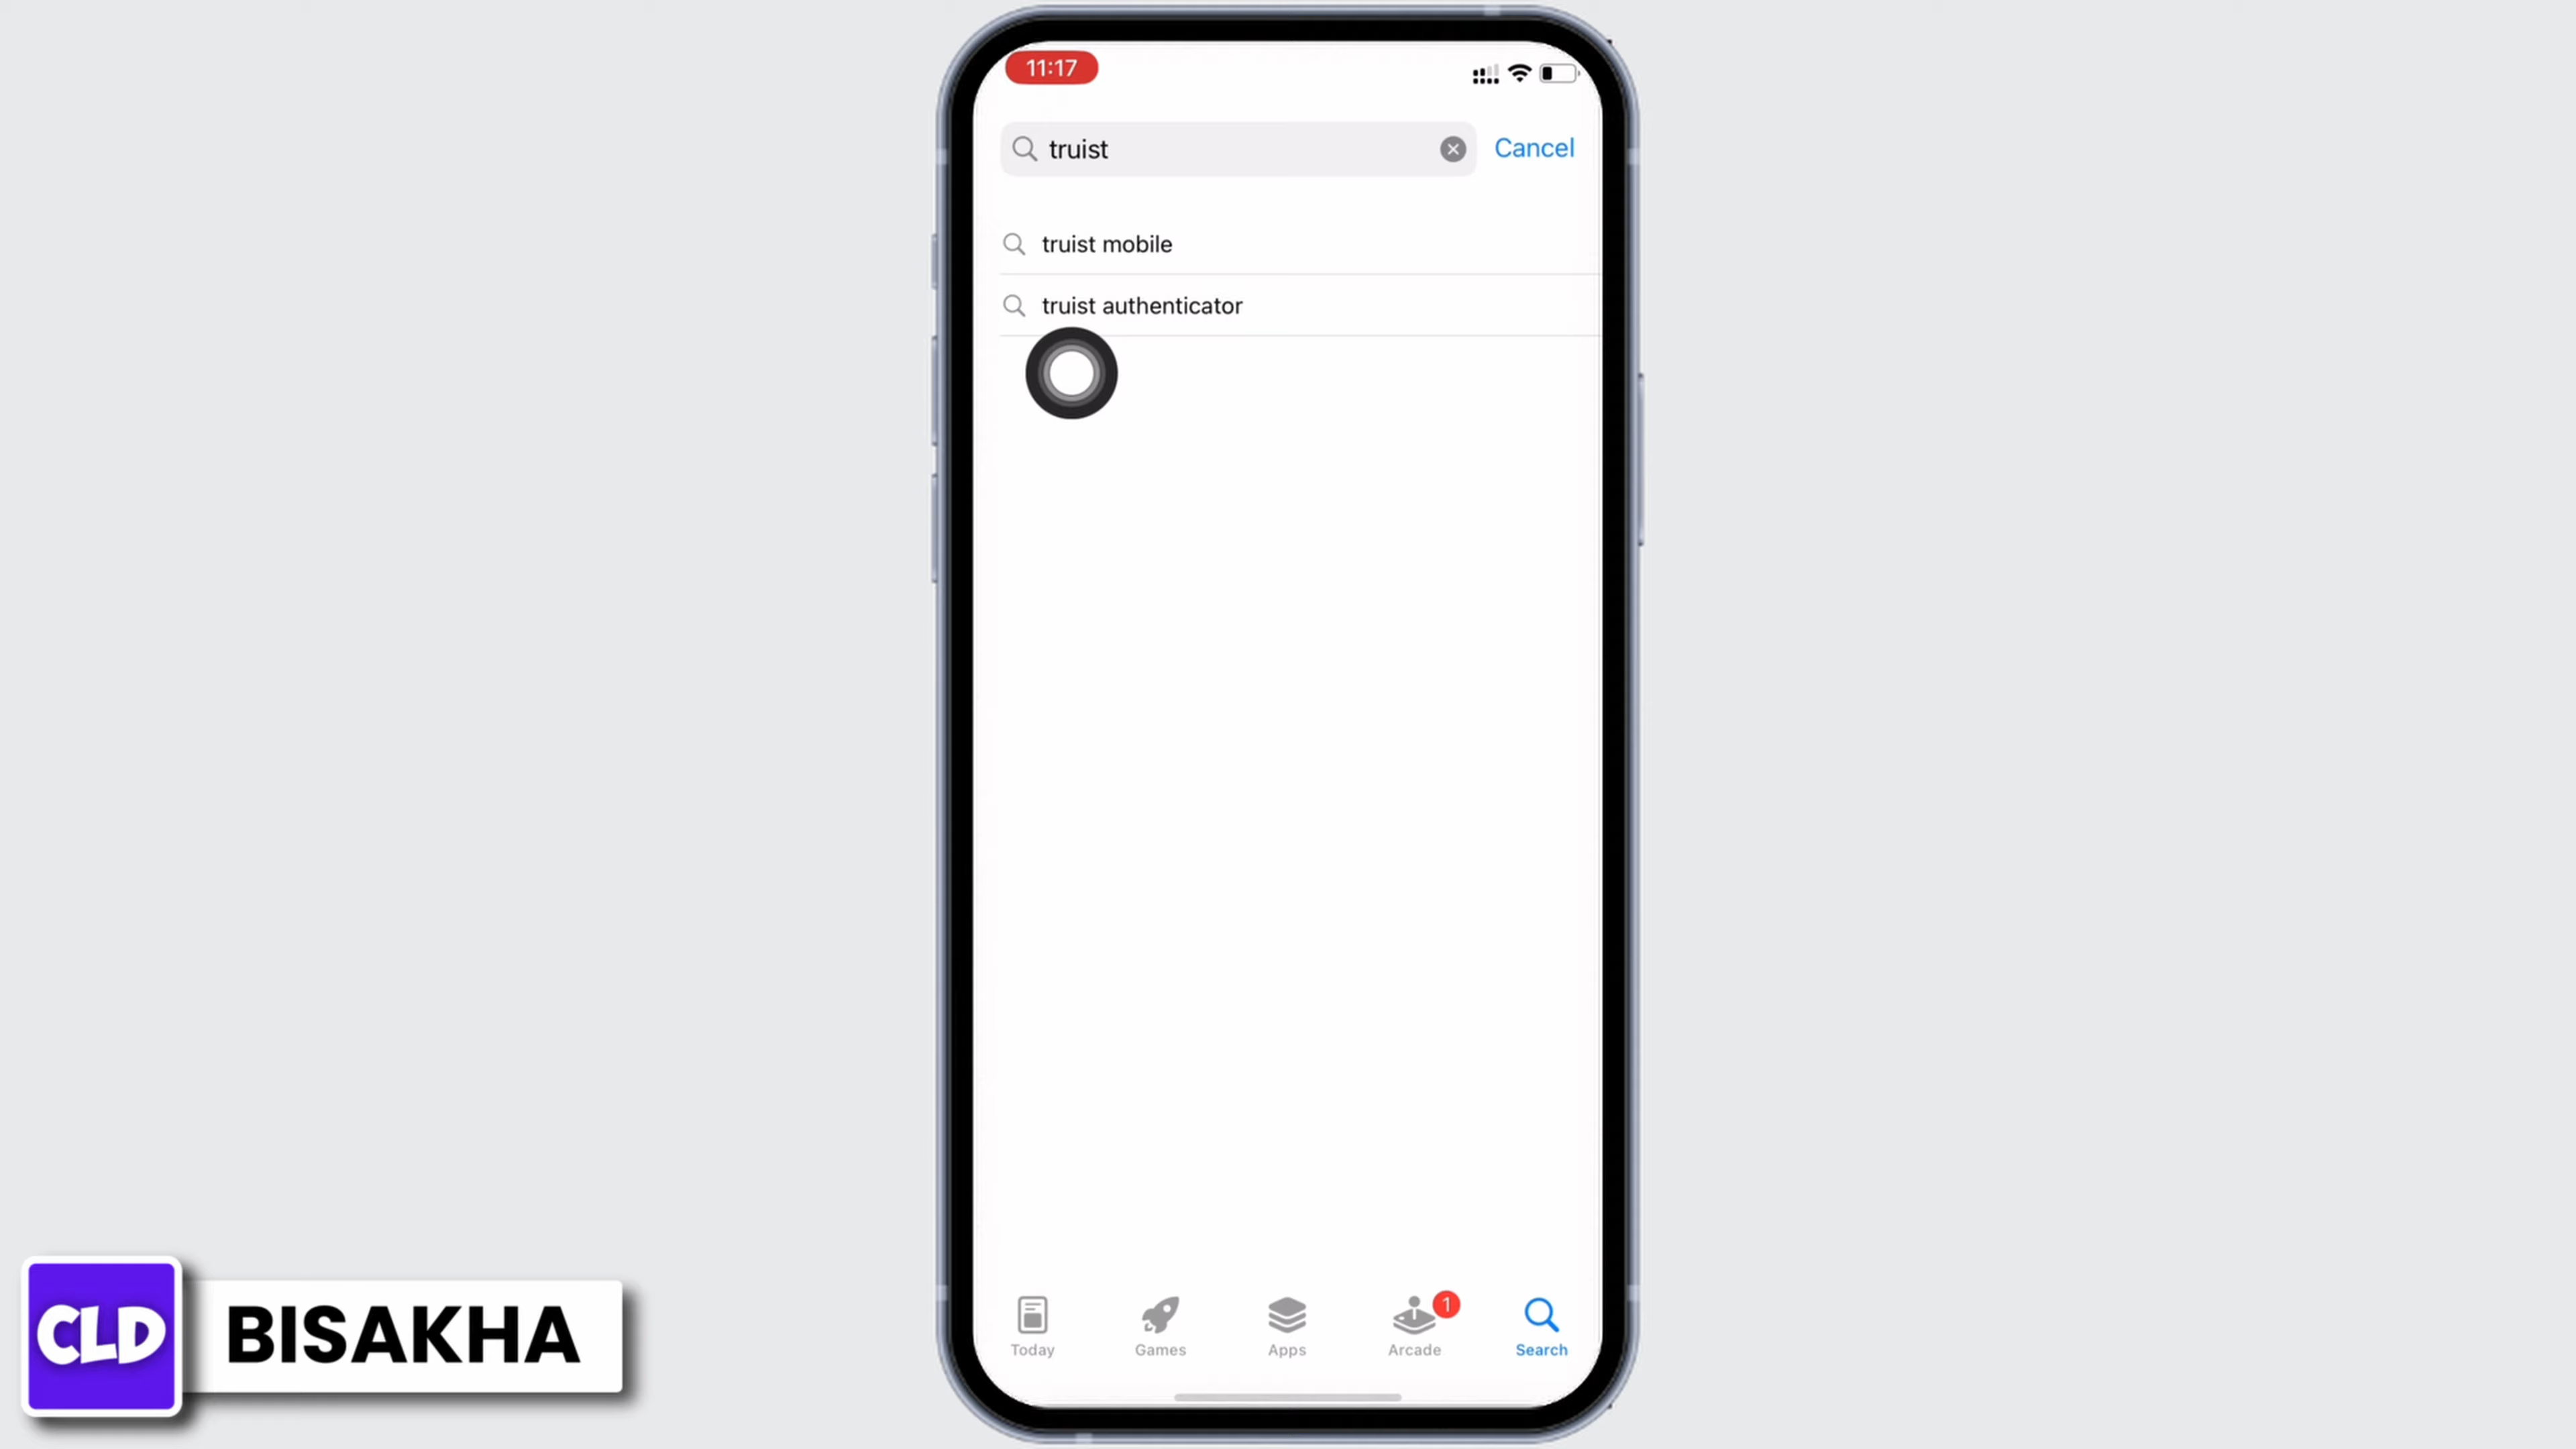 11:17
truist
Cancel
truist mobile
truist authenticator
1
Today
Games
Apps
Arcade
Search
CLD
BISAKHA